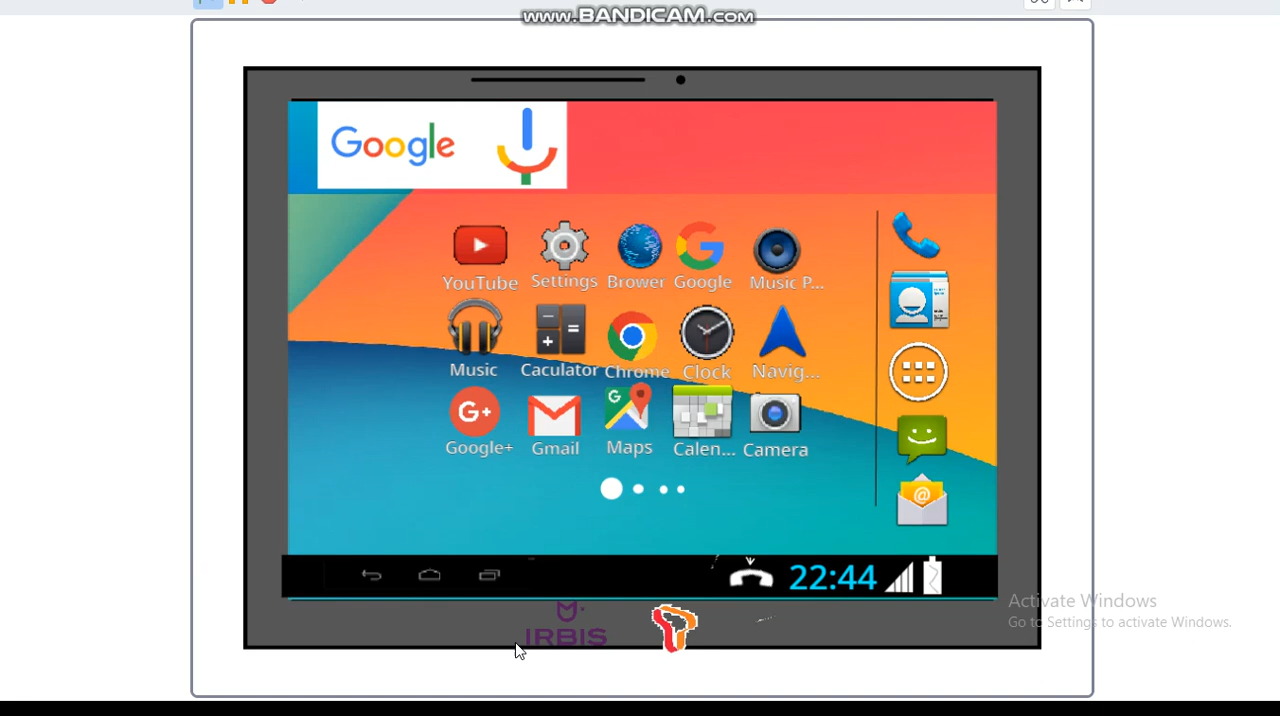 www.BANDICAM.com
Google
YouTube Settings Brower Google Music P...
Music Caculator Chrome Clock Navig...
G+
G
Google+ Gmail Maps Calen... Camera
@
22:44
Activate Windows
Go to Settings to activate Windows.
IRBIS